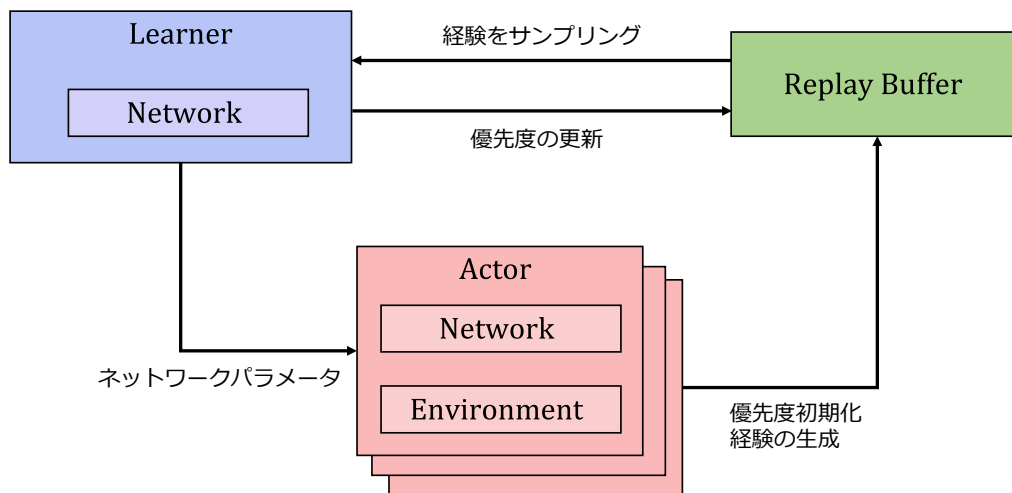 Learner
Network
経験をサンプリング
優先度の更新
Replay Buffer
Actor
Network
Environment
ネットワークパラメータ
優先度初期化
経験の生成